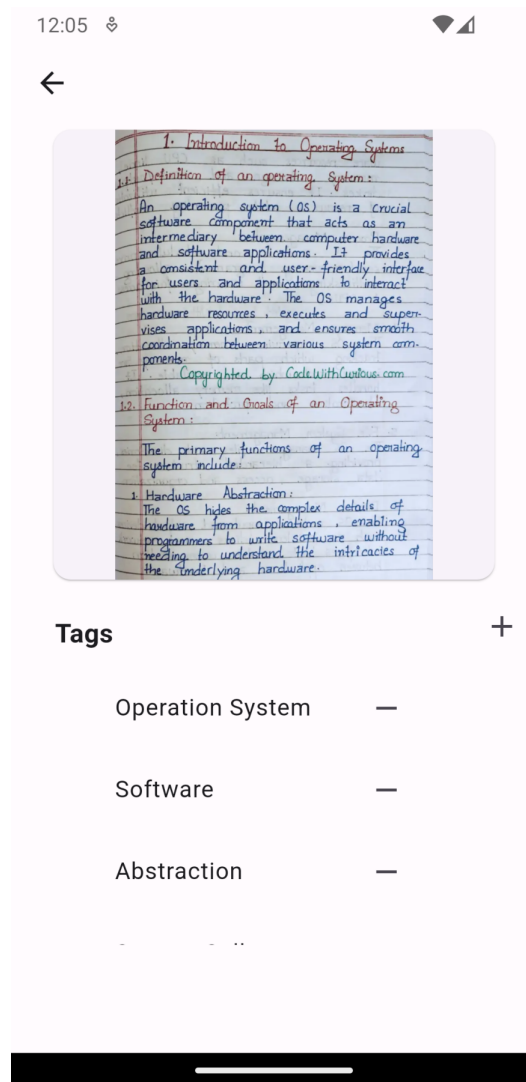 12:05
1. Introduction to Operating Systems
1.1. Definition of an operating System :
An operating system (OS) is a crucial
software component that acts as an
intermediary between computer hardware
and software applications. It provides
a consistent and user-friendly interface
for users and applications to interact
with the hardware. The OS manages
hardware resources, executes and super-
vises applications, and ensures smooth
coordination between various system com-
ponents.
Copyrighted by CodeWithCurious.com
1.2. Function and Goals of an Operating
System :
The primary functions of an operating
system include:
1. Hardware Abstraction :
The OS hides the complex details of
hardware from applications, enabling
programmers to write software without
needing to understand the intricacies of
the underlying hardware.
Tags
Operation System
Software
Abstraction